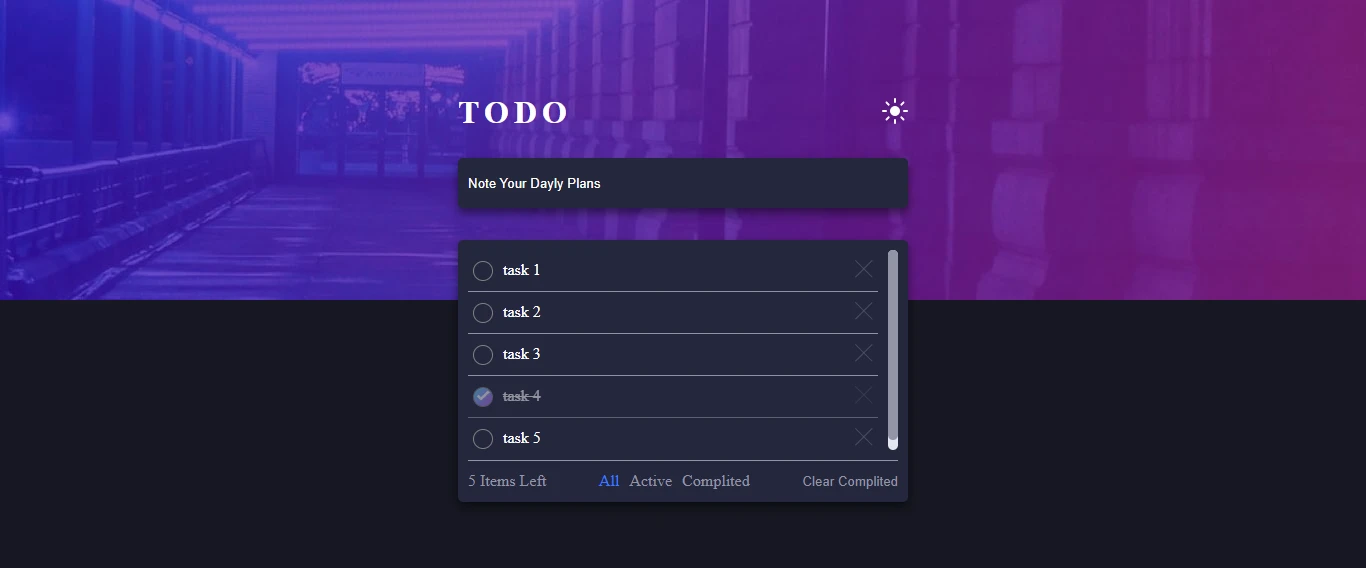 TODO
Note Your Dayly Plans
task 1
task 2
task 3
task 4
task 5
5 Items Left All Active Complited Clear Complited